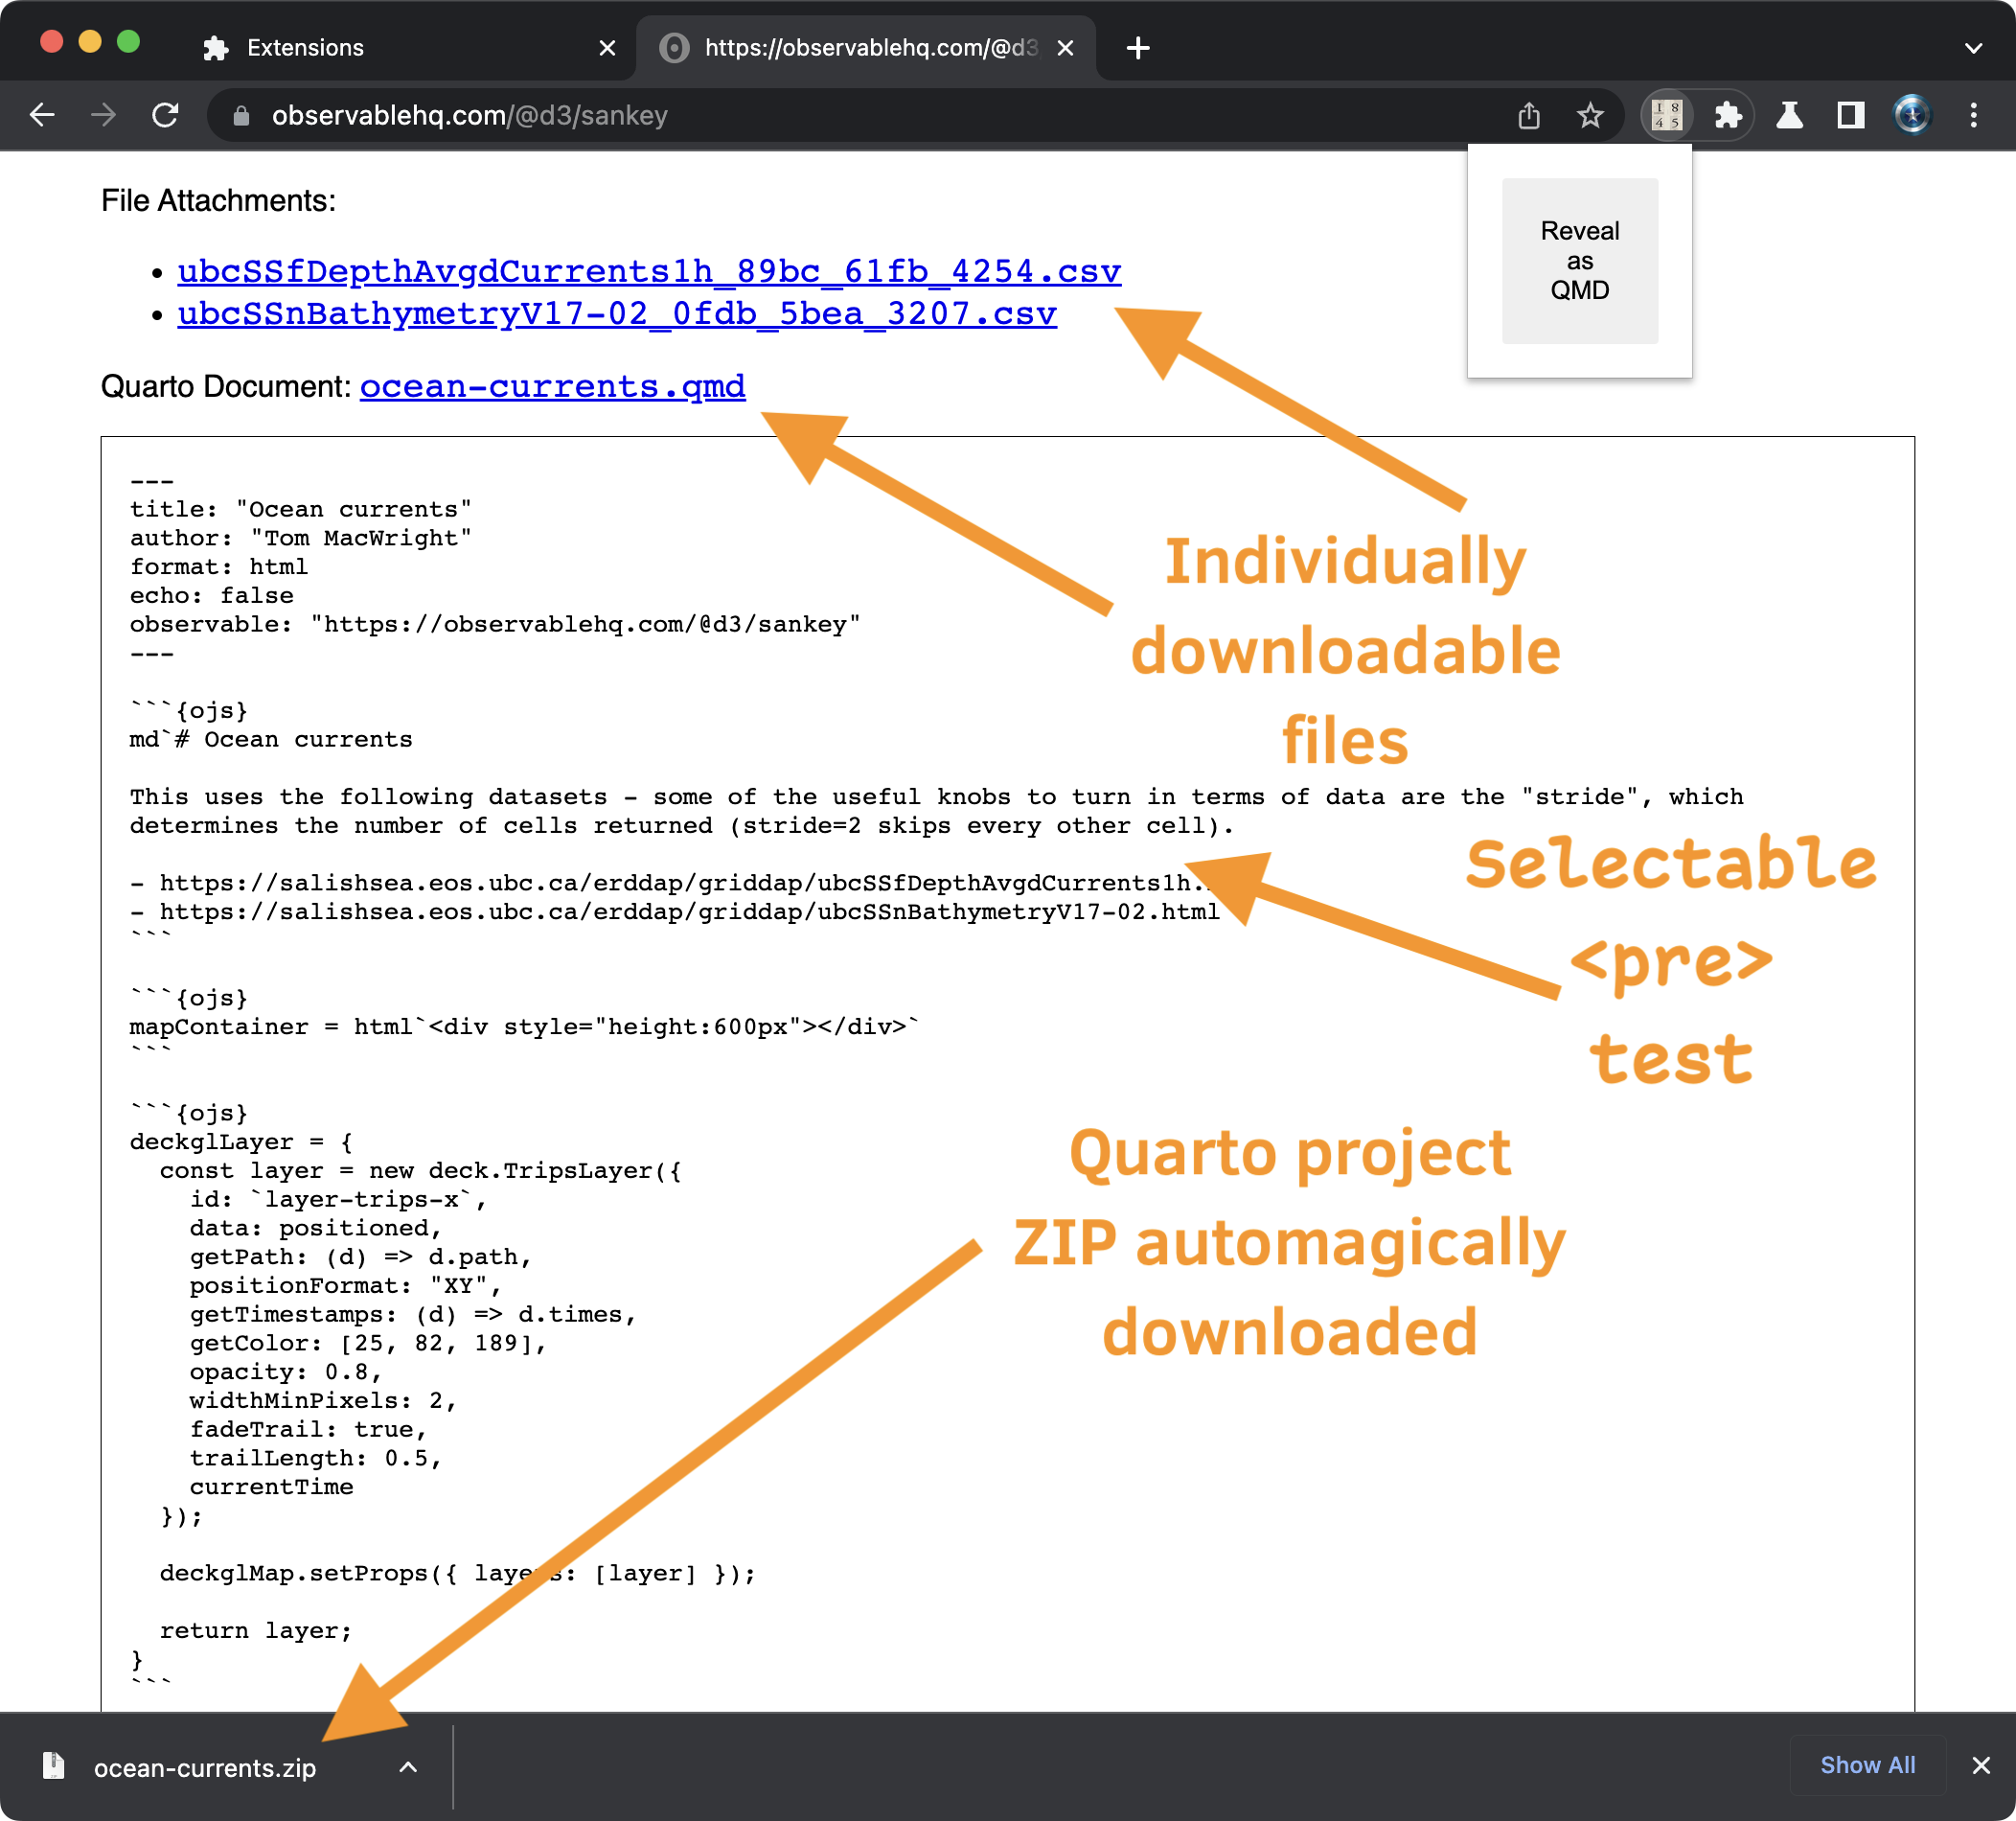 Extensions
https://observablehq.com/@d3
observablehq.com/@d3/sankey
1 8
4 5
File Attachments:
Reveal
as
QMD
• ubcSSfDepthAvgdCurrents1h_89bc_61fb_4254.csv
• ubcSSnBathymetryV17-02_0fdb_5bea_3207.csv
Quarto Document: ocean-currents.qmd
---
title: "Ocean currents"
author: "Tom MacWright"
format: html
echo: false
observable: "https://observablehq.com/@d3/sankey"
---
Individually
downloadable
files
```{ojs}
md`# Ocean currents
This uses the following datasets - some of the useful knobs to turn in terms of data are the "stride", which
determines the number of cells returned (stride=2 skips every other cell).
- https://salishsea.eos.ubc.ca/erddap/griddap/ubcSSfDepthAvgdCurrents1h.
- https://salishsea.eos.ubc.ca/erddap/griddap/ubcSSnBathymetryV17-02.html
```
Selectable
<pre>
test
```{ojs}
mapContainer = html`<div style="height:600px"></div>`
```
```{ojs}
deckglLayer = {
  const layer = new deck.TripsLayer({
    id: `layer-trips-x`,
    data: positioned,
    getPath: (d) => d.path,
    positionFormat: "XY",
    getTimestamps: (d) => d.times,
    getColor: [25, 82, 189],
    opacity: 0.8,
    widthMinPixels: 2,
    fadeTrail: true,
    trailLength: 0.5,
    currentTime
  });
  deckglMap.setProps({ layers: [layer] });
  return layer;
}
```
Quarto project
ZIP automagically
downloaded
ocean-currents.zip
Show All